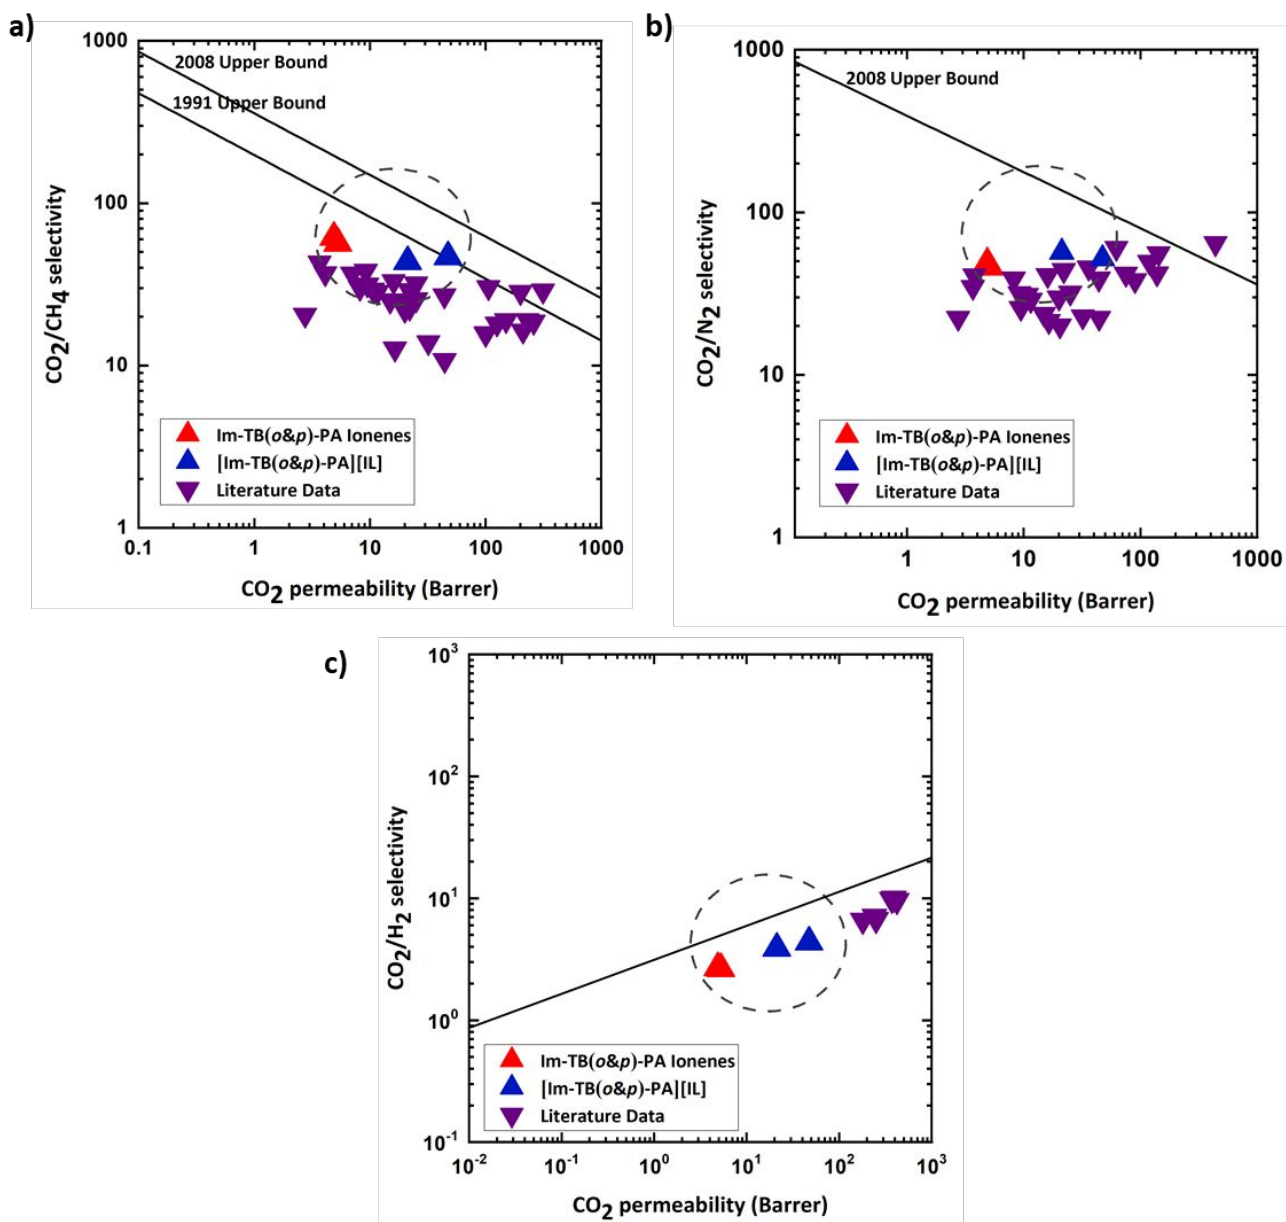 a)
1000
100
10
1
0.1
1
10
100
1000
CO2/CH4 selectivity
CO2 permeability (Barrer)
2008 Upper Bound
1991 Upper Bound
Im-TB(o&p)-PA Ionenes
[Im-TB(o&p)-PA][IL]
Literature Data
b)
1000
100
10
1
1
10
100
1000
CO2/N2 selectivity
CO2 permeability (Barrer)
2008 Upper Bound
Im-TB(o&p)-PA Ionenes
[Im-TB(o&p)-PA][IL]
Literature Data
c)
10^3
10^2
10^1
10^0
10^-1
10^-2
10^-1
10^0
10^1
10^2
10^3
CO2/H2 selectivity
CO2 permeability (Barrer)
Im-TB(o&p)-PA Ionenes
[Im-TB(o&p)-PA][IL]
Literature Data